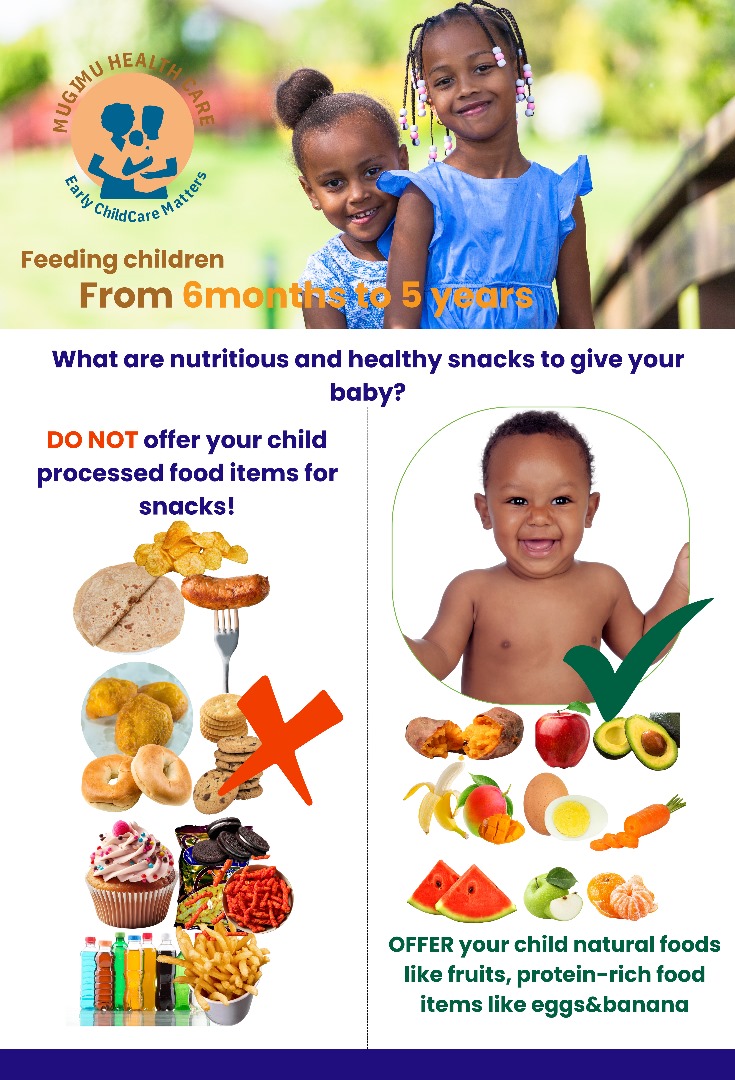 MUGIMU HEALTH CARE
Early ChildCare Matters
Feeding children
From 6months to 5 years
What are nutritious and healthy snacks to give your
baby?
DO NOT offer your child
processed food items for
snacks!
OFFER your child natural foods
like fruits, protein-rich food
items like eggs&banana